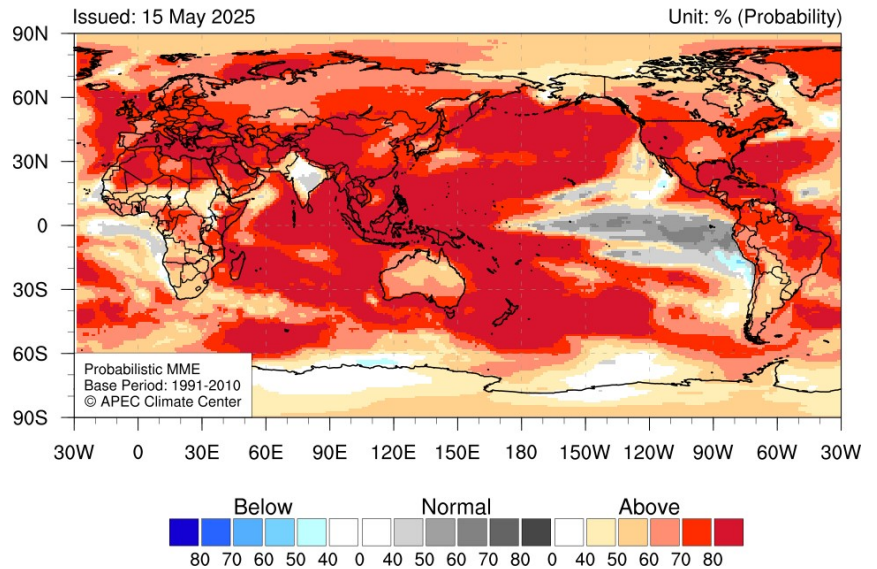 Issued: 15 May 2025 Unit: % (Probability)
90N
60N
30N
0
30S
60S
90S
Probabilistic MME
Base Period: 1991-2010
© APEC Climate Center
30W 0 30E 60E 90E 120E 150E 180 150W 120W 90W 60W 30W
Below Normal Above
80 70 60 50 40 0 40 50 60 70 80 0 40 50 60 70 80